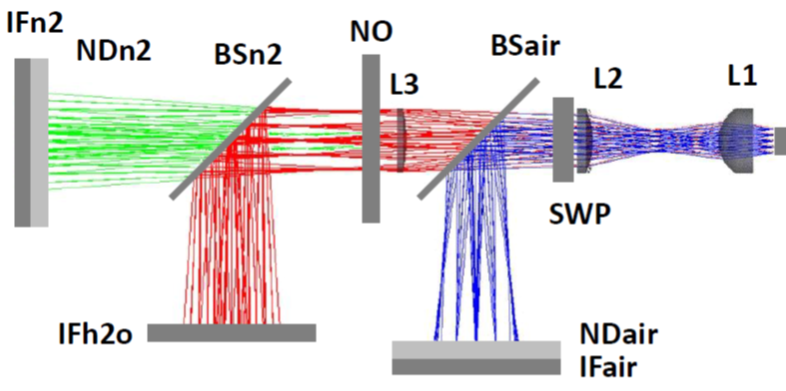 IFn2
NDn2
BSn2
NO
L3
BSair
L2
L1
SWP
IFh2o
NDair
IFair